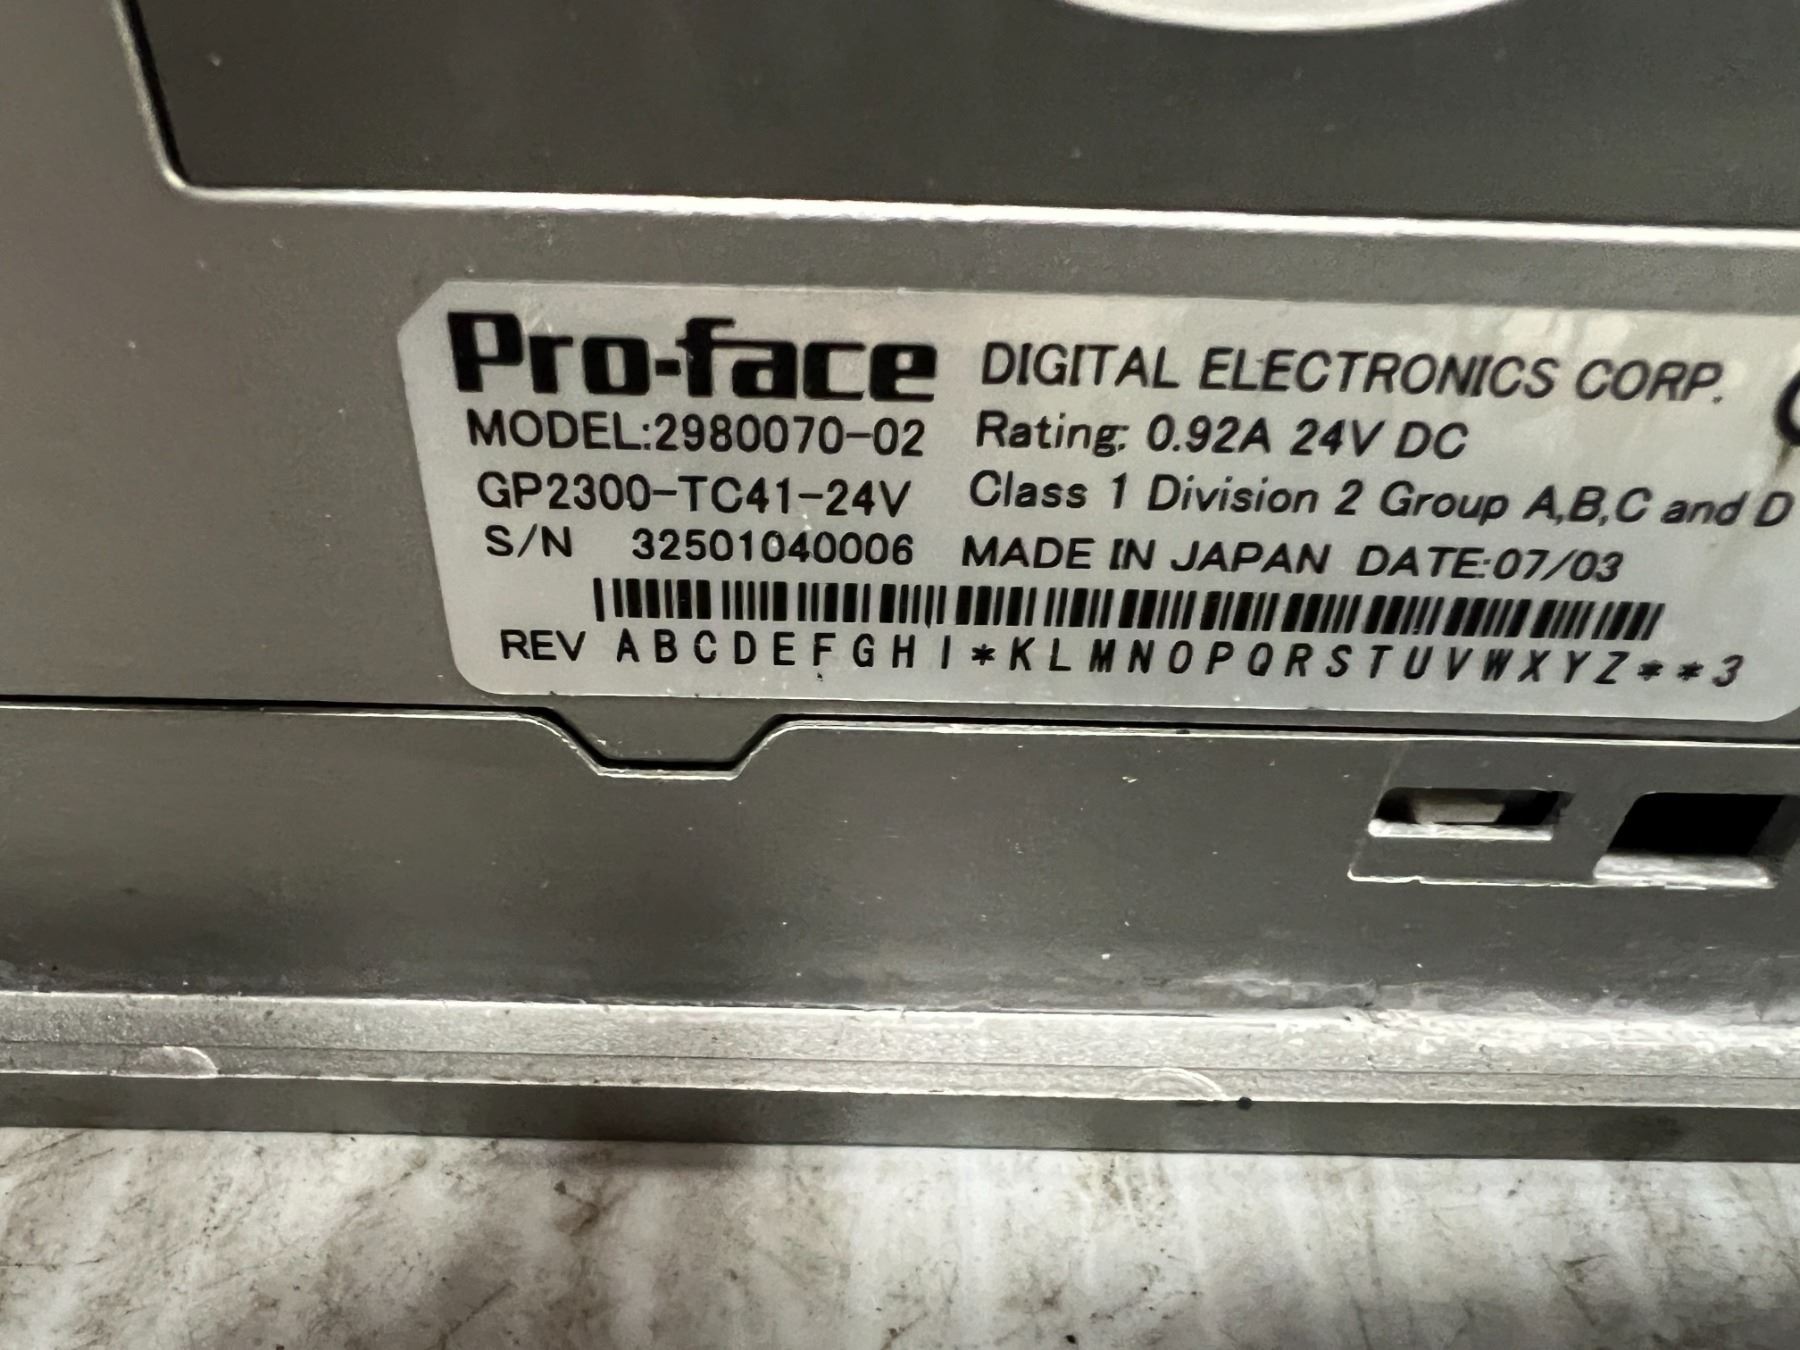 Pro-face DIGITAL ELECTRONICS CORP.
MODEL:2980070-02 Rating: 0.92A 24V DC
GP2300-TC41-24V Class 1 Division 2 Group A,B,C and D
S/N 32501040006 MADE IN JAPAN DATE:07/03
REV A B C D E F G H I * K L M N O P Q R S T U V W X Y Z * * 3